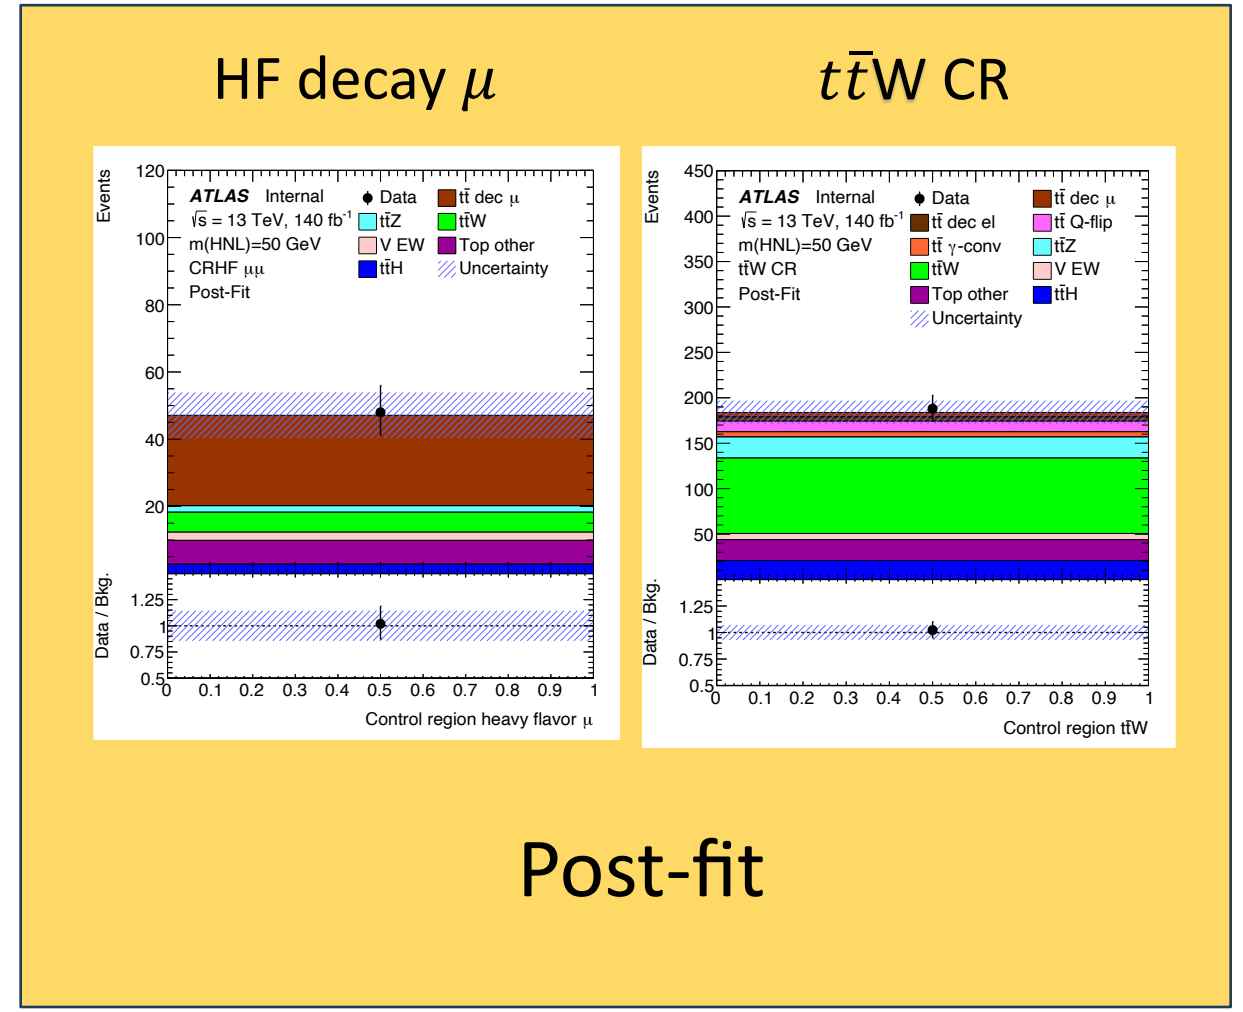 HF decay μ
tt̄W CR
Events
120
100
80
60
40
20
ATLAS Internal
√s = 13 TeV, 140 fb⁻¹
m(HNL)=50 GeV
CRHF μμ
Post-Fit
Data
tt̄ dec μ
tt̄Z
tt̄W
V EW
Top other
tt̄H
Uncertainty
Data / Bkg.
1.25
1
0.75
0.5
0 0.1 0.2 0.3 0.4 0.5 0.6 0.7 0.8 0.9 1
Control region heavy flavor μ
Events
450
400
350
300
250
200
150
100
50
ATLAS Internal
√s = 13 TeV, 140 fb⁻¹
m(HNL)=50 GeV
tt̄W CR
Post-Fit
Data
tt̄ dec μ
tt̄ dec el
tt̄ Q-flip
tt̄ γ-conv
tt̄Z
tt̄W
V EW
Top other
tt̄H
Uncertainty
Data / Bkg.
1.25
1
0.75
0.5
0 0.1 0.2 0.3 0.4 0.5 0.6 0.7 0.8 0.9 1
Control region tt̄W
Post-fit